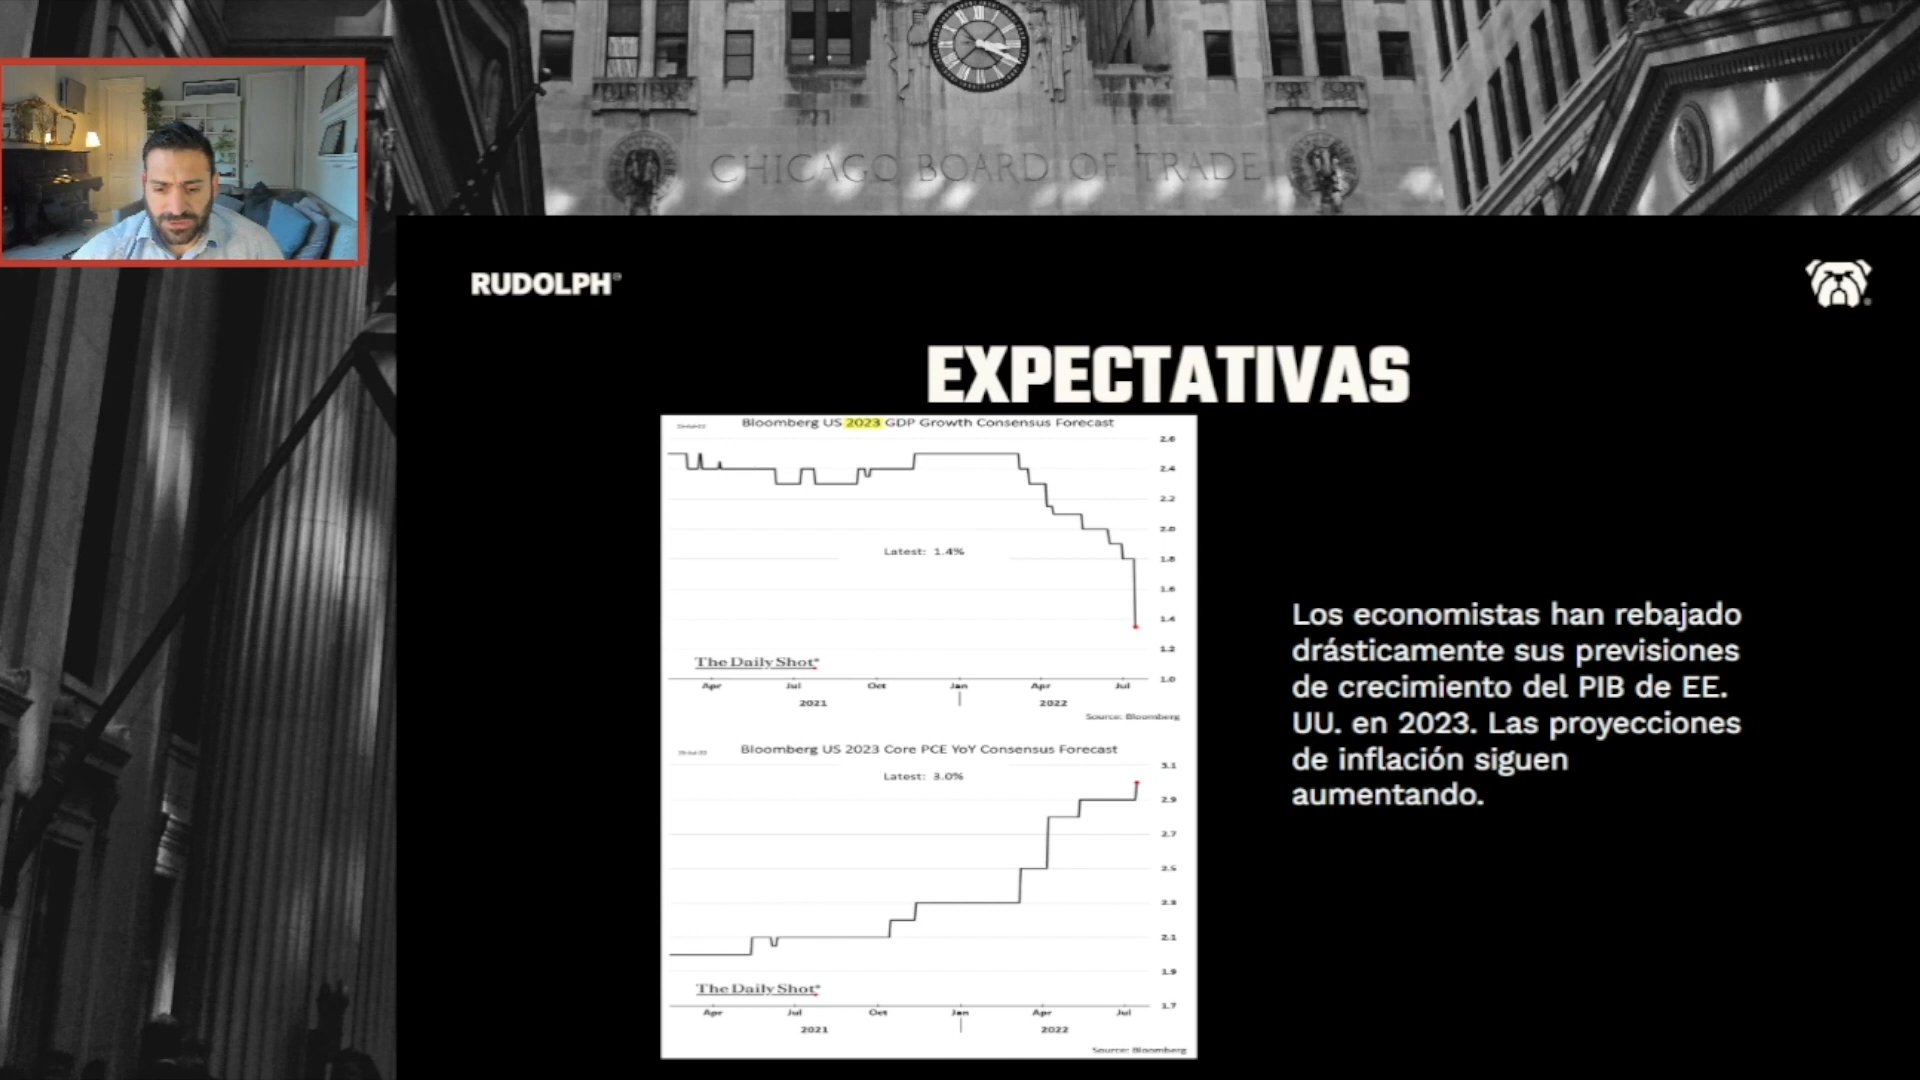 CHICAGO BOARD OF TRADE
RUDOLPH®
EXPECTATIVAS
Bloomberg US 2023 GDP Growth Consensus Forecast
2.6
2.4
2.2
2.0
1.8
Latest: 1.4%
1.6
1.4
1.2
The Daily Shot®
1.0
Apr Jul Oct Jan Apr Jul
2021 2022
Source: Bloomberg
Bloomberg US 2023 Core PCE YoY Consensus Forecast
3.1
Latest: 3.0%
2.9
2.7
2.5
2.3
2.1
1.9
The Daily Shot®
1.7
Apr Jul Oct Jan Apr Jul
2021 2022
Source: Bloomberg
Los economistas han rebajado
drásticamente sus previsiones
de crecimiento del PIB de EE.
UU. en 2023. Las proyecciones
de inflación siguen
aumentando.